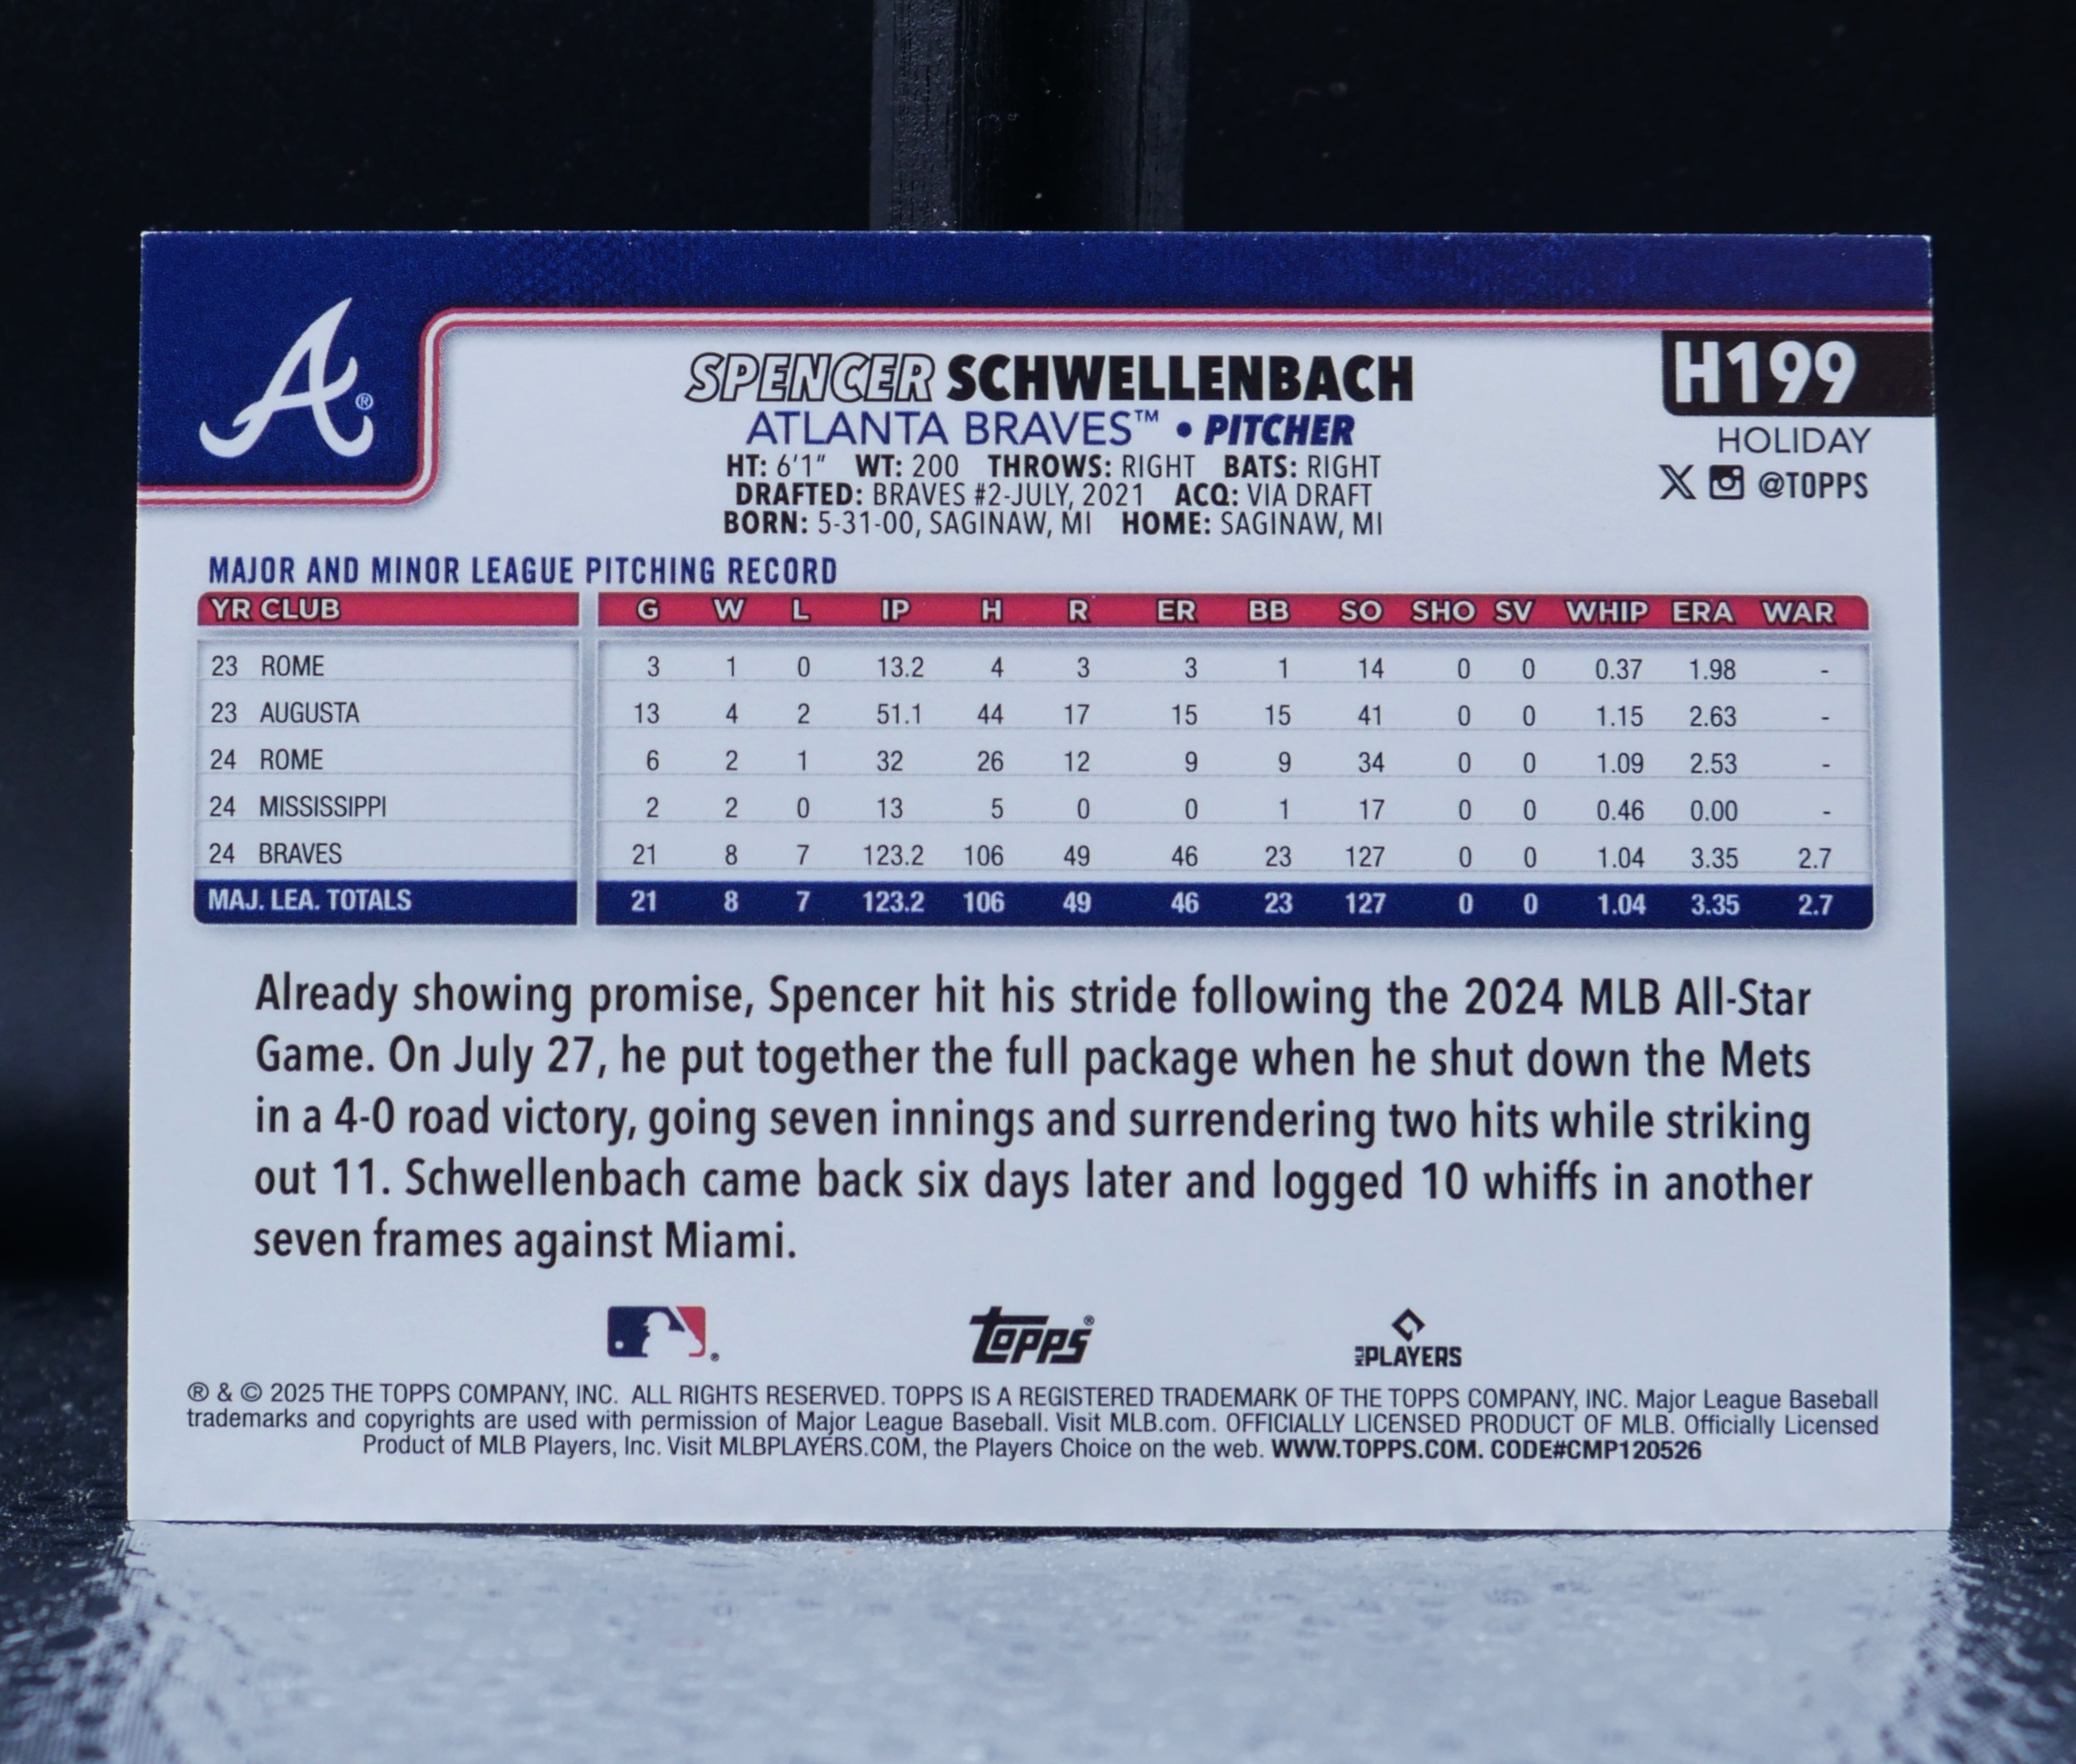 A®
SPENCER SCHWELLENBACH
H199
ATLANTA BRAVES™ • PITCHER
HOLIDAY
HT: 6'1" WT: 200 THROWS: RIGHT BATS: RIGHT
@TOPPS
DRAFTED: BRAVES #2-JULY, 2021 ACQ: VIA DRAFT
BORN: 5-31-00, SAGINAW, MI HOME: SAGINAW, MI
MAJOR AND MINOR LEAGUE PITCHING RECORD
YR CLUB G W L IP H R ER BB SO SHO SV WHIP ERA WAR
23 ROME 3 1 0 13.2 4 3 3 1 14 0 0 0.37 1.98 -
23 AUGUSTA 13 4 2 51.1 44 17 15 15 41 0 0 1.15 2.63 -
24 ROME 6 2 1 32 26 12 9 9 34 0 0 1.09 2.53 -
24 MISSISSIPPI 2 2 0 13 5 0 0 1 17 0 0 0.46 0.00 -
24 BRAVES 21 8 7 123.2 106 49 46 23 127 0 0 1.04 3.35 2.7
MAJ. LEA. TOTALS 21 8 7 123.2 106 49 46 23 127 0 0 1.04 3.35 2.7
Already showing promise, Spencer hit his stride following the 2024 MLB All-Star
Game. On July 27, he put together the full package when he shut down the Mets
in a 4-0 road victory, going seven innings and surrendering two hits while striking
out 11. Schwellenbach came back six days later and logged 10 whiffs in another
seven frames against Miami.
® Topps® MLB PLAYERS
® & © 2025 THE TOPPS COMPANY, INC. ALL RIGHTS RESERVED. TOPPS IS A REGISTERED TRADEMARK OF THE TOPPS COMPANY, INC. Major League Baseball
trademarks and copyrights are used with permission of Major League Baseball. Visit MLB.com. OFFICIALLY LICENSED PRODUCT OF MLB. Officially Licensed
Product of MLB Players, Inc. Visit MLBPLAYERS.COM, the Players Choice on the web. WWW.TOPPS.COM. CODE#CMP120526